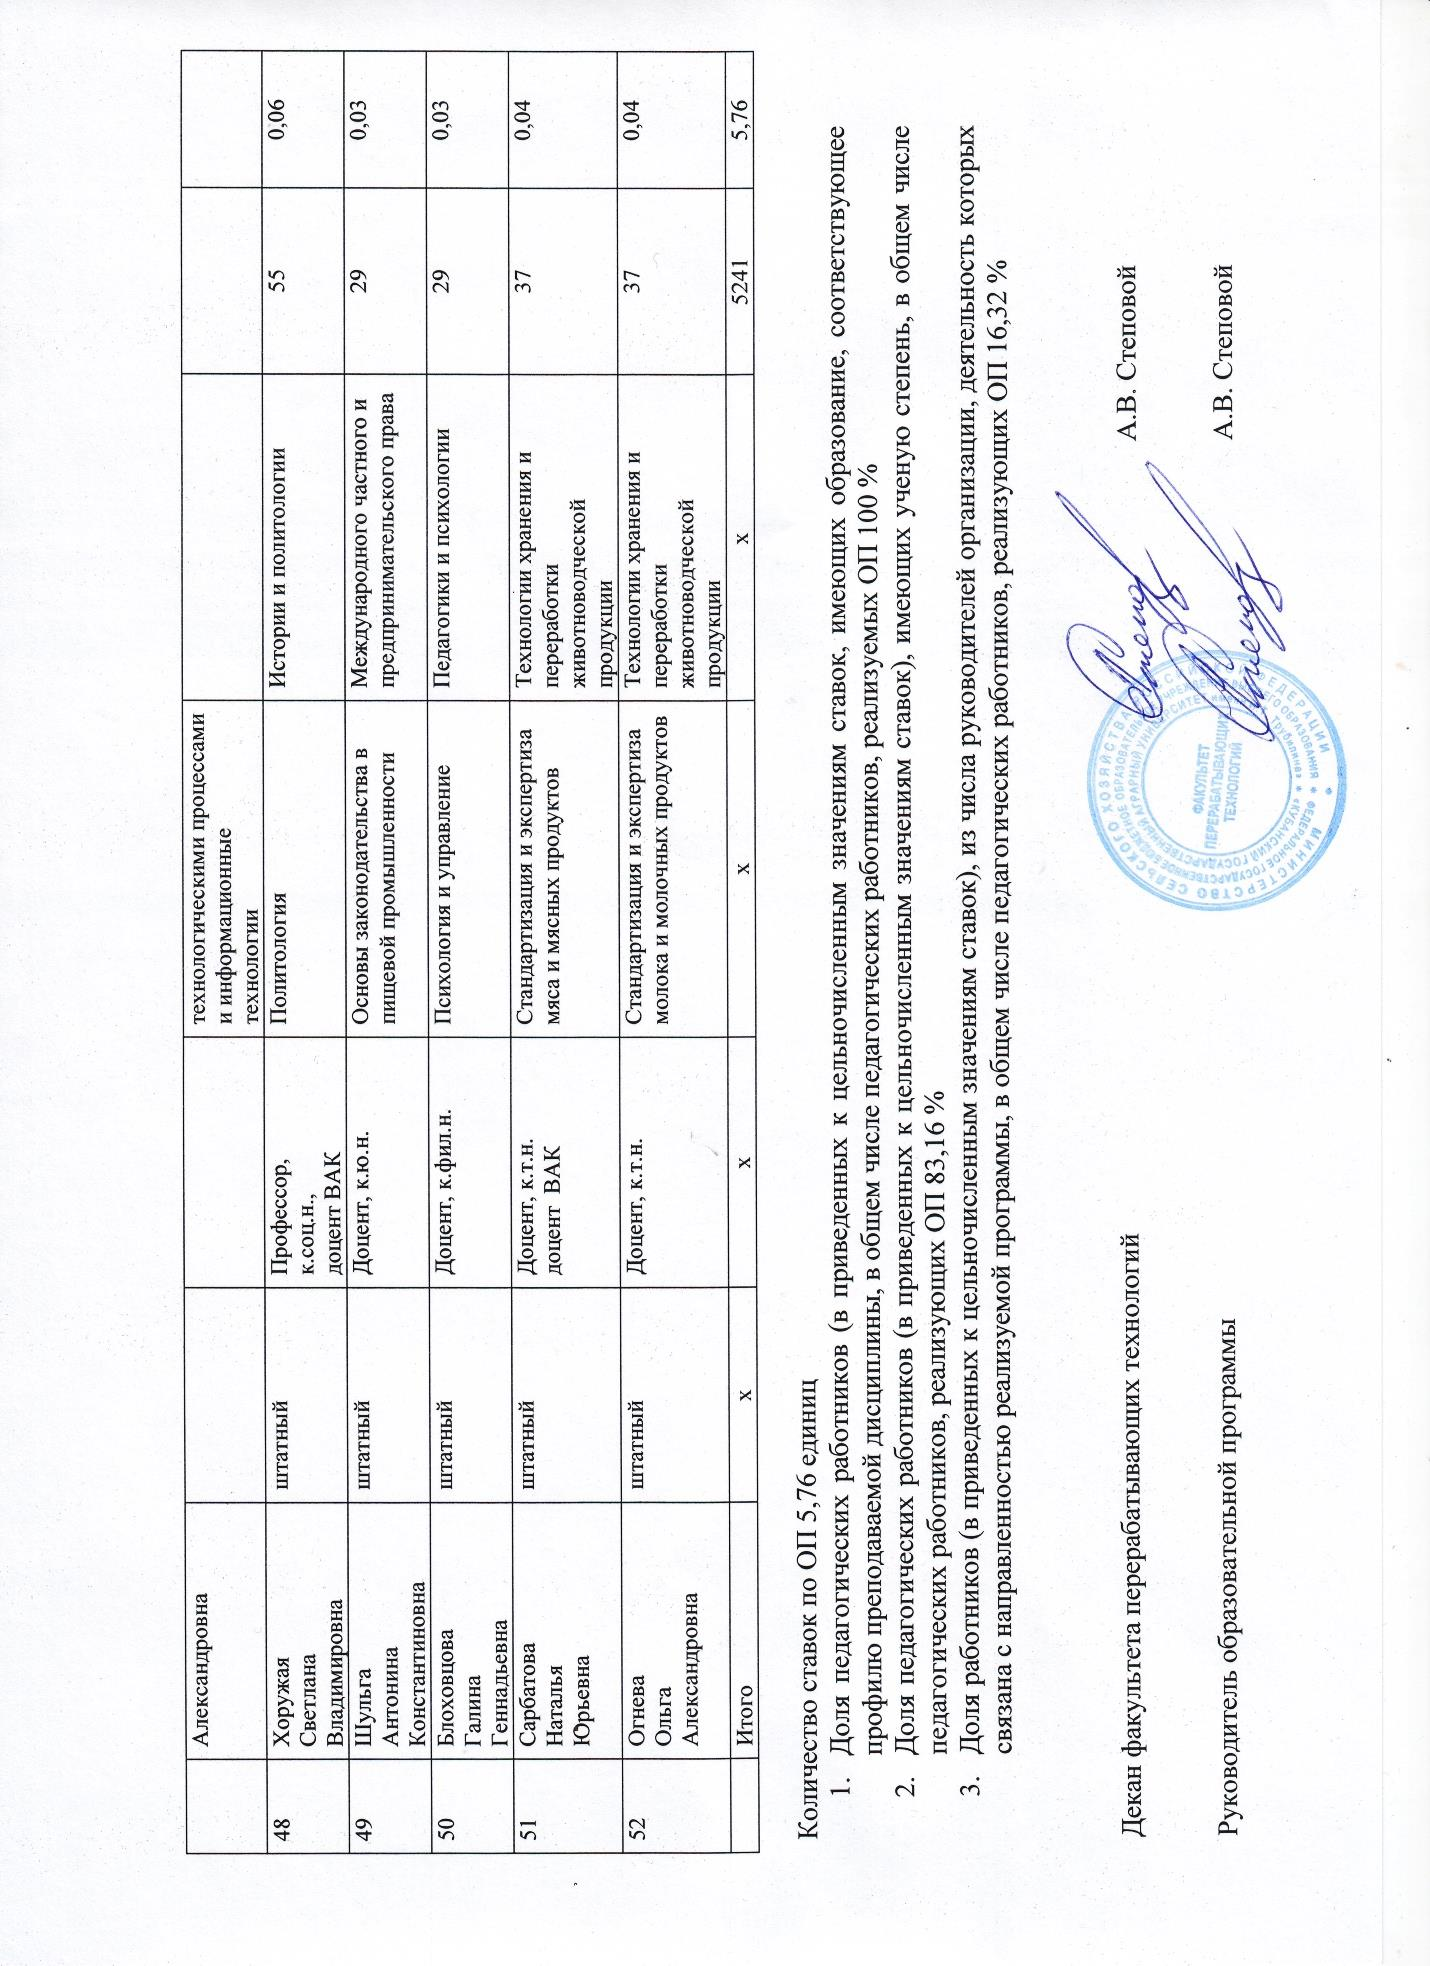 Александровна
технологическими процессами
и информационные
технологии
48
Хоружая
Светлана
Владимировна
штатный
Профессор,
к.соц.н.,
доцент ВАК
Политология
Истории и политологии
55
0,06
49
Шульга
Антонина
Константиновна
штатный
Доцент, к.ю.н.
Основы законодательства в
пищевой промышленности
Международного частного и
предпринимательского права
29
0,03
50
Блоховцова
Галина
Геннадьевна
штатный
Доцент, к.фил.н.
Психология и управление
Педагогики и психологии
29
0,03
51
Сарбатова
Наталья
Юрьевна
штатный
Доцент, к.т.н.
доцент ВАК
Стандартизация и экспертиза
мяса и мясных продуктов
Технологии хранения и
переработки
животноводческой
продукции
37
0,04
52
Огнева
Ольга
Александровна
штатный
Доцент, к.т.н.
Стандартизация и экспертиза
молока и молочных продуктов
Технологии хранения и
переработки
животноводческой
продукции
37
0,04
Итого
х
х
х
х
5241
5,76
Количество ставок по ОП 5,76 единиц
1. Доля педагогических работников (в приведенных к цельночисленным значениям ставок, имеющих образование, соответствующее
профилю преподаваемой дисциплины, в общем числе педагогических работников, реализуемых ОП 100 %
2. Доля педагогических работников (в приведенных к цельночисленным значениям ставок), имеющих ученую степень, в общем числе
педагогических работников, реализующих ОП 83,16 %
3. Доля работников (в приведенных к цельночисленным значениям ставок), из числа руководителей организации, деятельность которых
связана с направленностью реализуемой программы, в общем числе педагогических работников, реализующих ОП 16,32 %
Декан факультета перерабатывающих технологий
А.В. Степовой
Руководитель образовательной программы
А.В. Степовой
ФАКУЛЬТЕТ
ПЕРЕРАБАТЫВАЮЩИХ
ТЕХНОЛОГИЙ